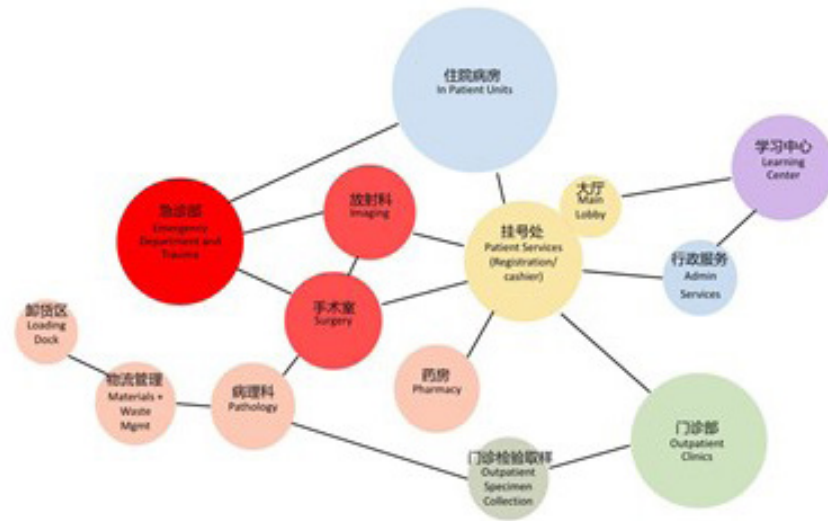 住院病房
In Patient Units
学习中心
Learning
Center
大厅
Main
Lobby
急诊部
Emergency
Department and
Trauma
放射科
Imaging
挂号处
Patient Services
(Registration/
cashier)
行政服务
Admin
Services
手术室
Surgery
卸货区
Loading
Dock
物流管理
Materials +
Waste
Mgmt
病理科
Pathology
药房
Pharmacy
门诊部
Outpatient
Clinics
门诊检验取样
Outpatient
Specimen
Collection